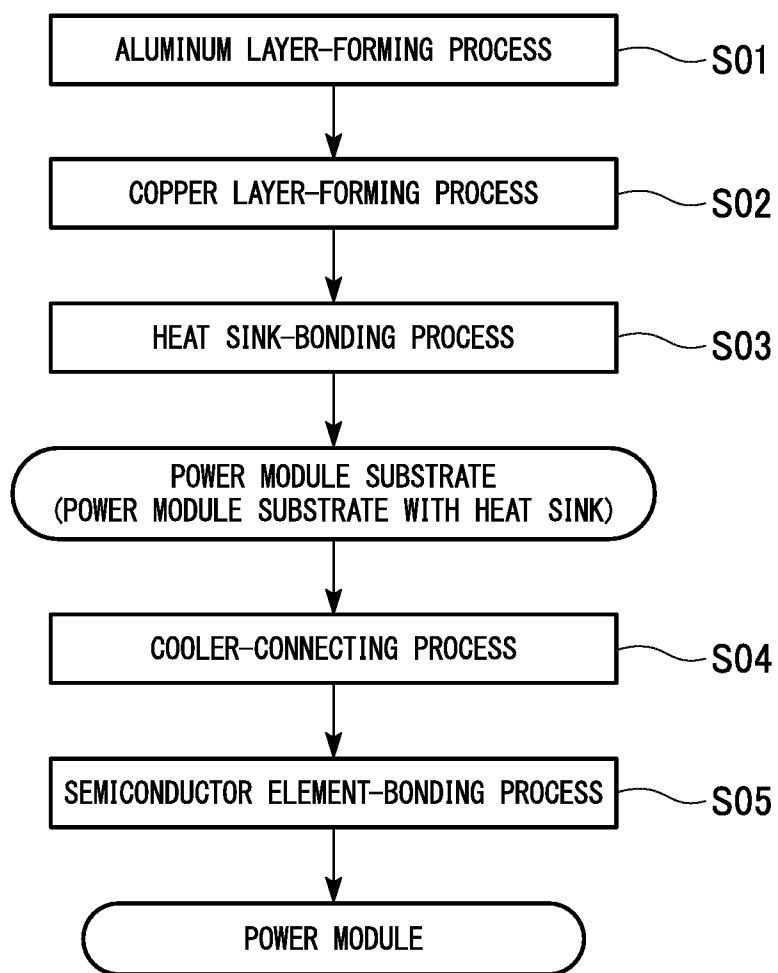 ALUMINUM LAYER-FORMING PROCESS
S01
COPPER LAYER-FORMING PROCESS
S02
HEAT SINK-BONDING PROCESS
S03
POWER MODULE SUBSTRATE
(POWER MODULE SUBSTRATE WITH HEAT SINK)
COOLER-CONNECTING PROCESS
S04
SEMICONDUCTOR ELEMENT-BONDING PROCESS
S05
POWER MODULE